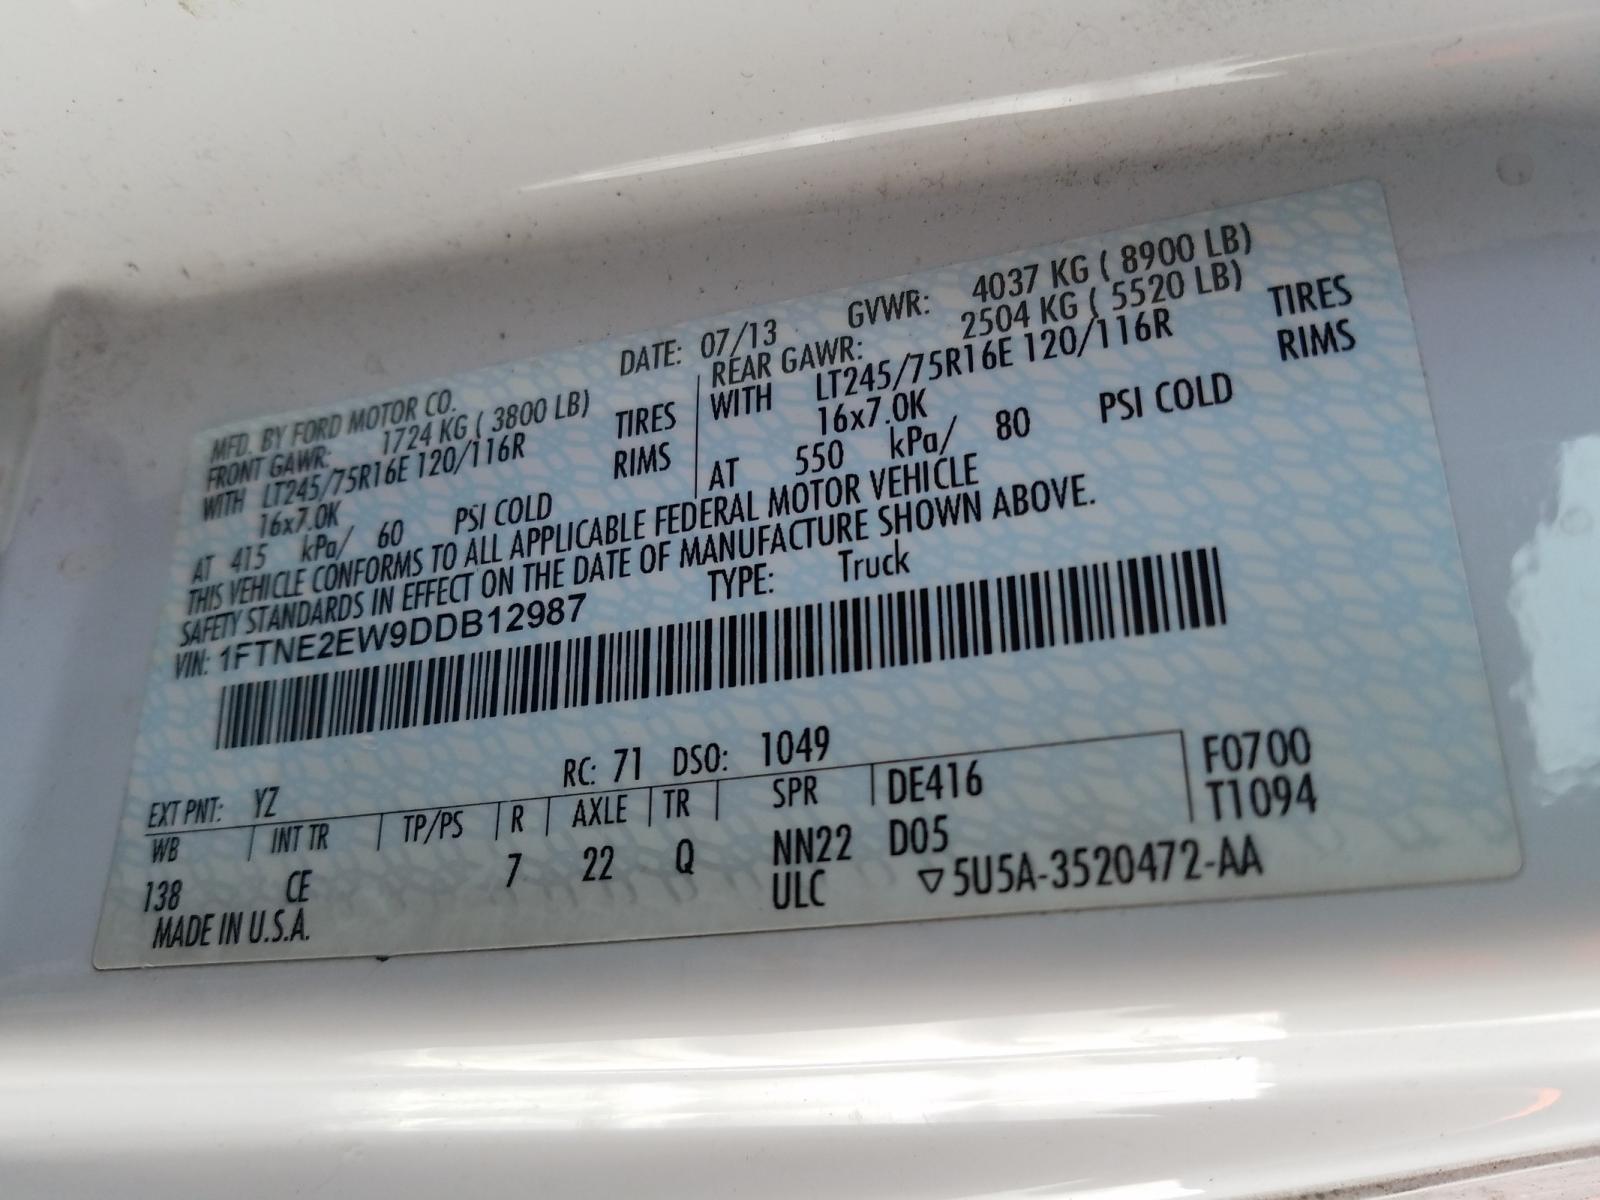 MFD. BY FORD MOTOR CO.
DATE: 07/13 GVWR: 4037 KG ( 8900 LB)
FRONT GAWR: 1724 KG ( 3800 LB)
WITH LT245/75R16E 120/116R TIRES
16x7.0K RIMS
AT 415 kPa/ 60 PSI COLD
REAR GAWR: 2504 KG ( 5520 LB)
WITH LT245/75R16E 120/116R TIRES
16x7.0K RIMS
AT 550 kPa/ 80 PSI COLD
THIS VEHICLE CONFORMS TO ALL APPLICABLE FEDERAL MOTOR VEHICLE
SAFETY STANDARDS IN EFFECT ON THE DATE OF MANUFACTURE SHOWN ABOVE.
VIN: 1FTNE2EW9DDB12987 TYPE: Truck
EXT PNT: YZ RC: 71 DSO: 1049
WB INT TR TP/PS R AXLE TR SPR DE416 F0700
T1094
138 CE 7 22 Q NN22 D05
ULC ▽5U5A-3520472-AA
MADE IN U.S.A.